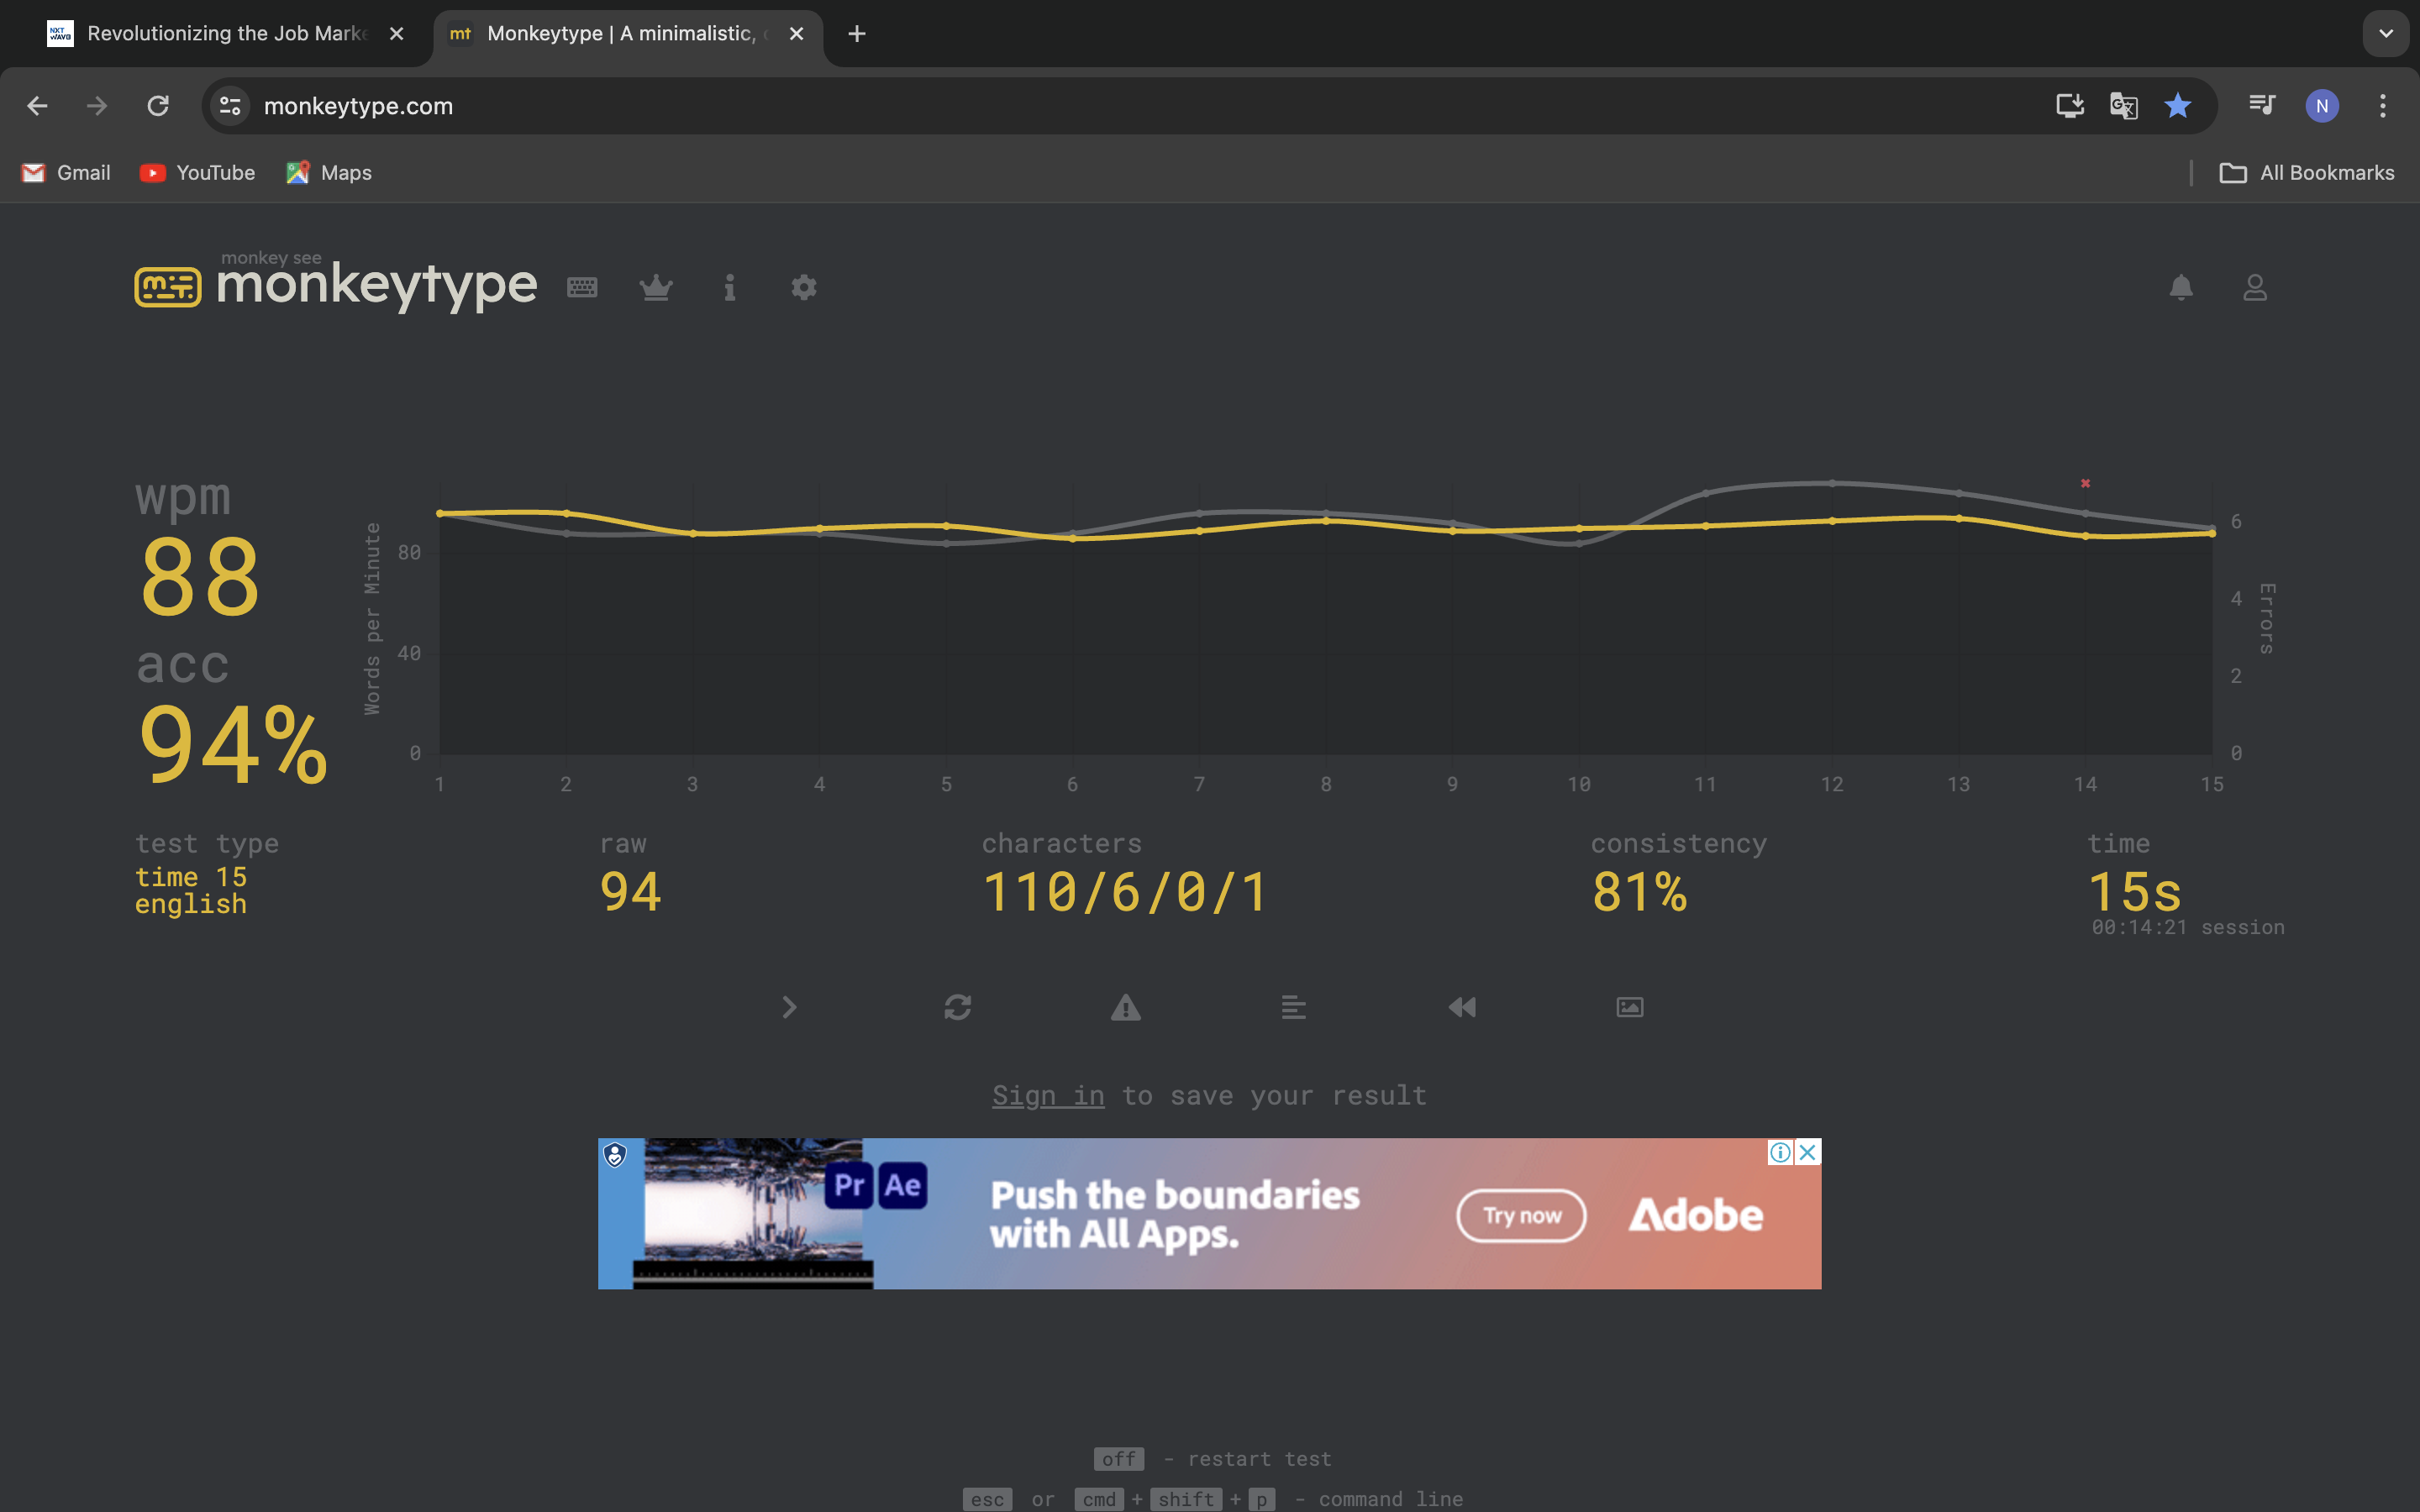 Revolutionizing the Job Marke
Monkeytype | A minimalistic,
monkeytype.com
N
Gmail
YouTube
Maps
All Bookmarks
monkey see
monkeytype
wpm
88
acc
94%
Words per Minute
80
40
0
Errors
6
4
2
0
1 2 3 4 5 6 7 8 9 10 11 12 13 14 15
test type
time 15
english
raw
94
characters
110/6/0/1
consistency
81%
time
15s
00:14:21 session
Sign in to save your result
Pr Ae
Push the boundaries
with All Apps.
Try now
Adobe
off - restart test
esc or cmd + shift + p - command line